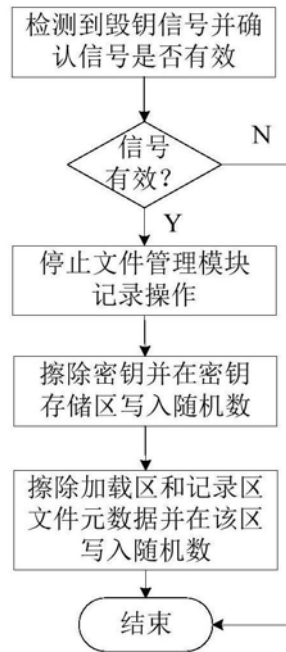 检测到毁钥信号并确
认信号是否有效
信号
有效？
N
Y
停止文件管理模块
记录操作
擦除密钥并在密钥
存储区写入随机数
擦除加载区和记录区
文件元数据并在该区
写入随机数
结束